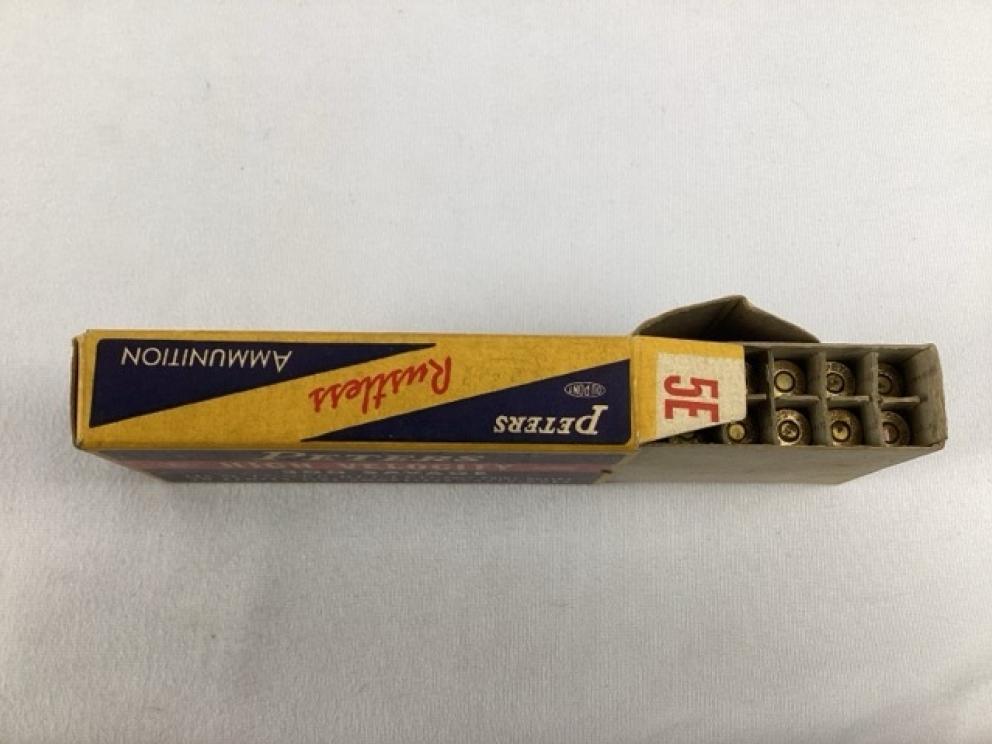 PETERS
DU PONT
Rustless
AMMUNITION
5E
PETERS
HIGH VELOCITY